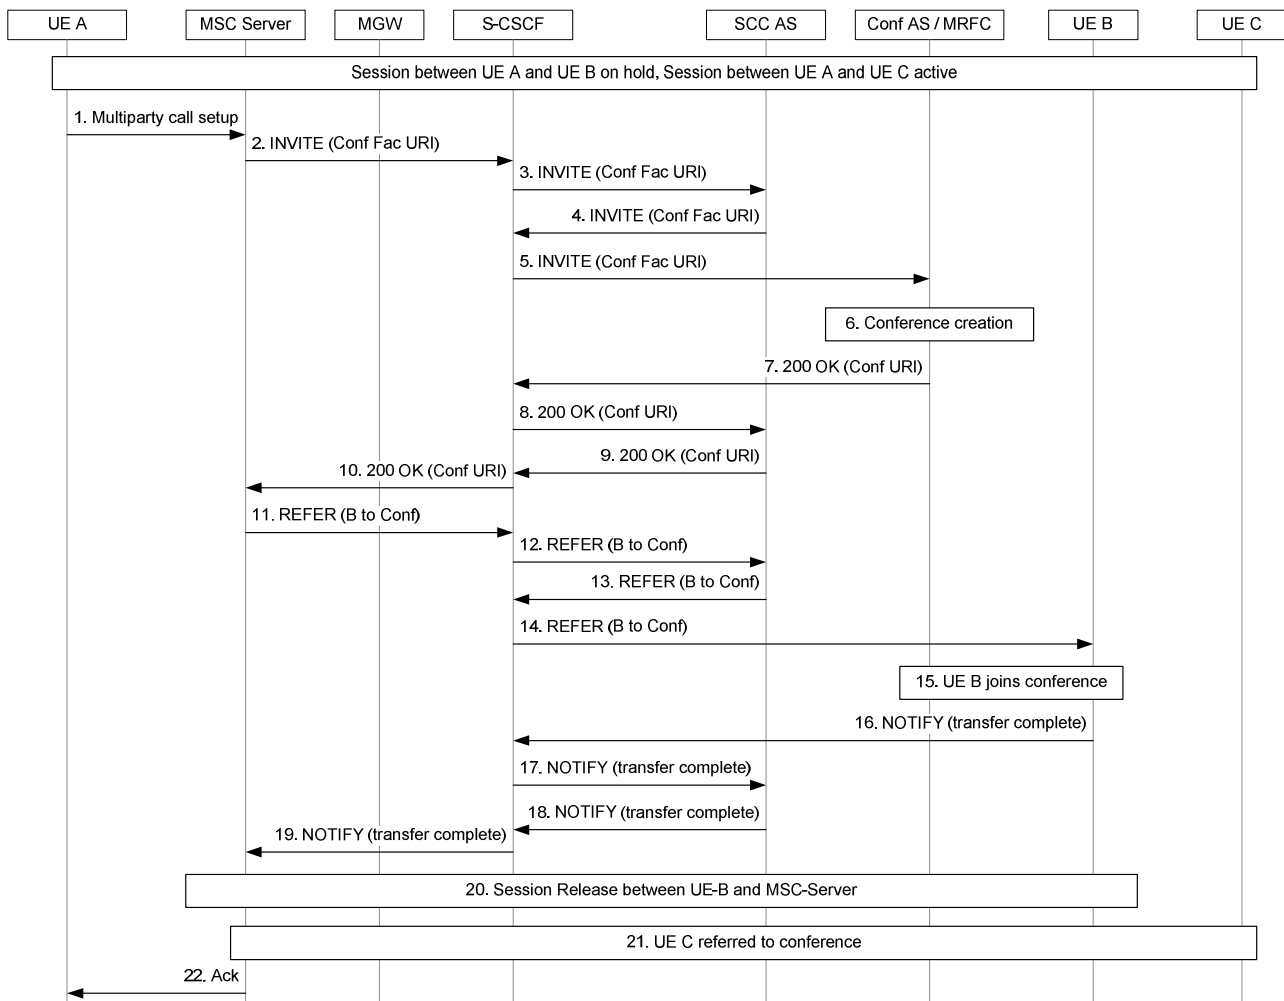 UE A
MSC Server
MGW
S-CSCF
SCC AS
Conf AS / MRFC
UE B
UE C
Session between UE A and UE B on hold, Session between UE A and UE C active
1. Multiparty call setup
2. INVITE (Conf Fac URI)
3. INVITE (Conf Fac URI)
4. INVITE (Conf Fac URI)
5. INVITE (Conf Fac URI)
6. Conference creation
7. 200 OK (Conf URI)
8. 200 OK (Conf URI)
9. 200 OK (Conf URI)
10. 200 OK (Conf URI)
11. REFER (B to Conf)
12. REFER (B to Conf)
13. REFER (B to Conf)
14. REFER (B to Conf)
15. UE B joins conference
16. NOTIFY (transfer complete)
17. NOTIFY (transfer complete)
18. NOTIFY (transfer complete)
19. NOTIFY (transfer complete)
20. Session Release between UE-B and MSC-Server
21. UE C referred to conference
22. Ack